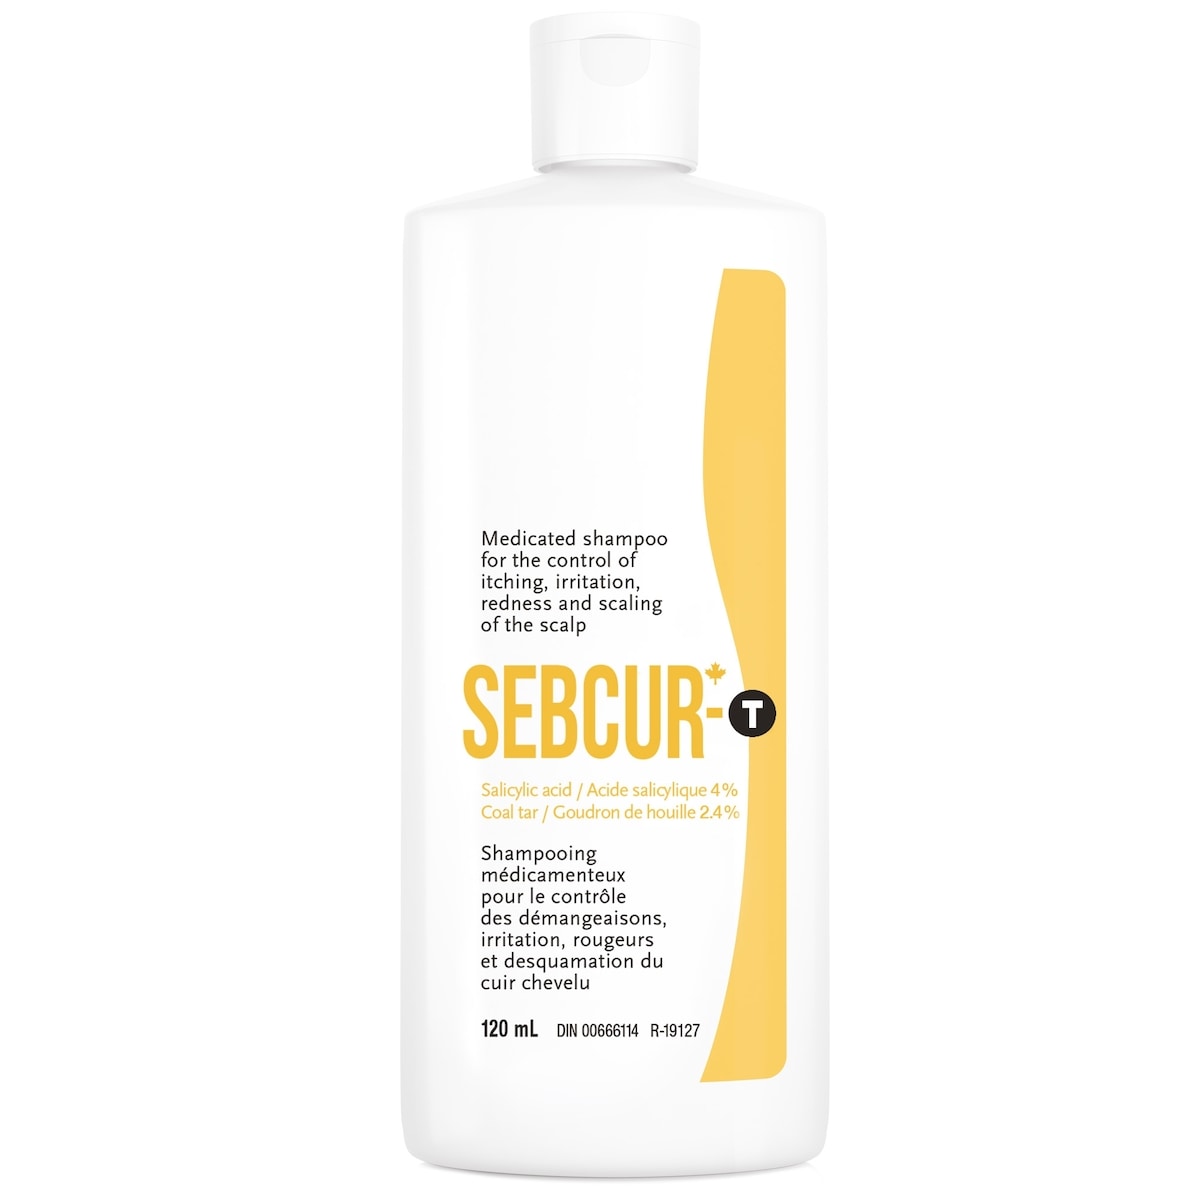 Medicated shampoo
for the control of
itching, irritation,
redness and scaling
of the scalp
SEBCUR-T
Salicylic acid / Acide salicylique 4%
Coal tar / Goudron de houille 2.4%
Shampooing
médicamenteux
pour le contrôle
des démangeaisons,
irritation, rougeurs
et desquamation du
cuir chevelu
120 mL DIN 00666114 R-19127